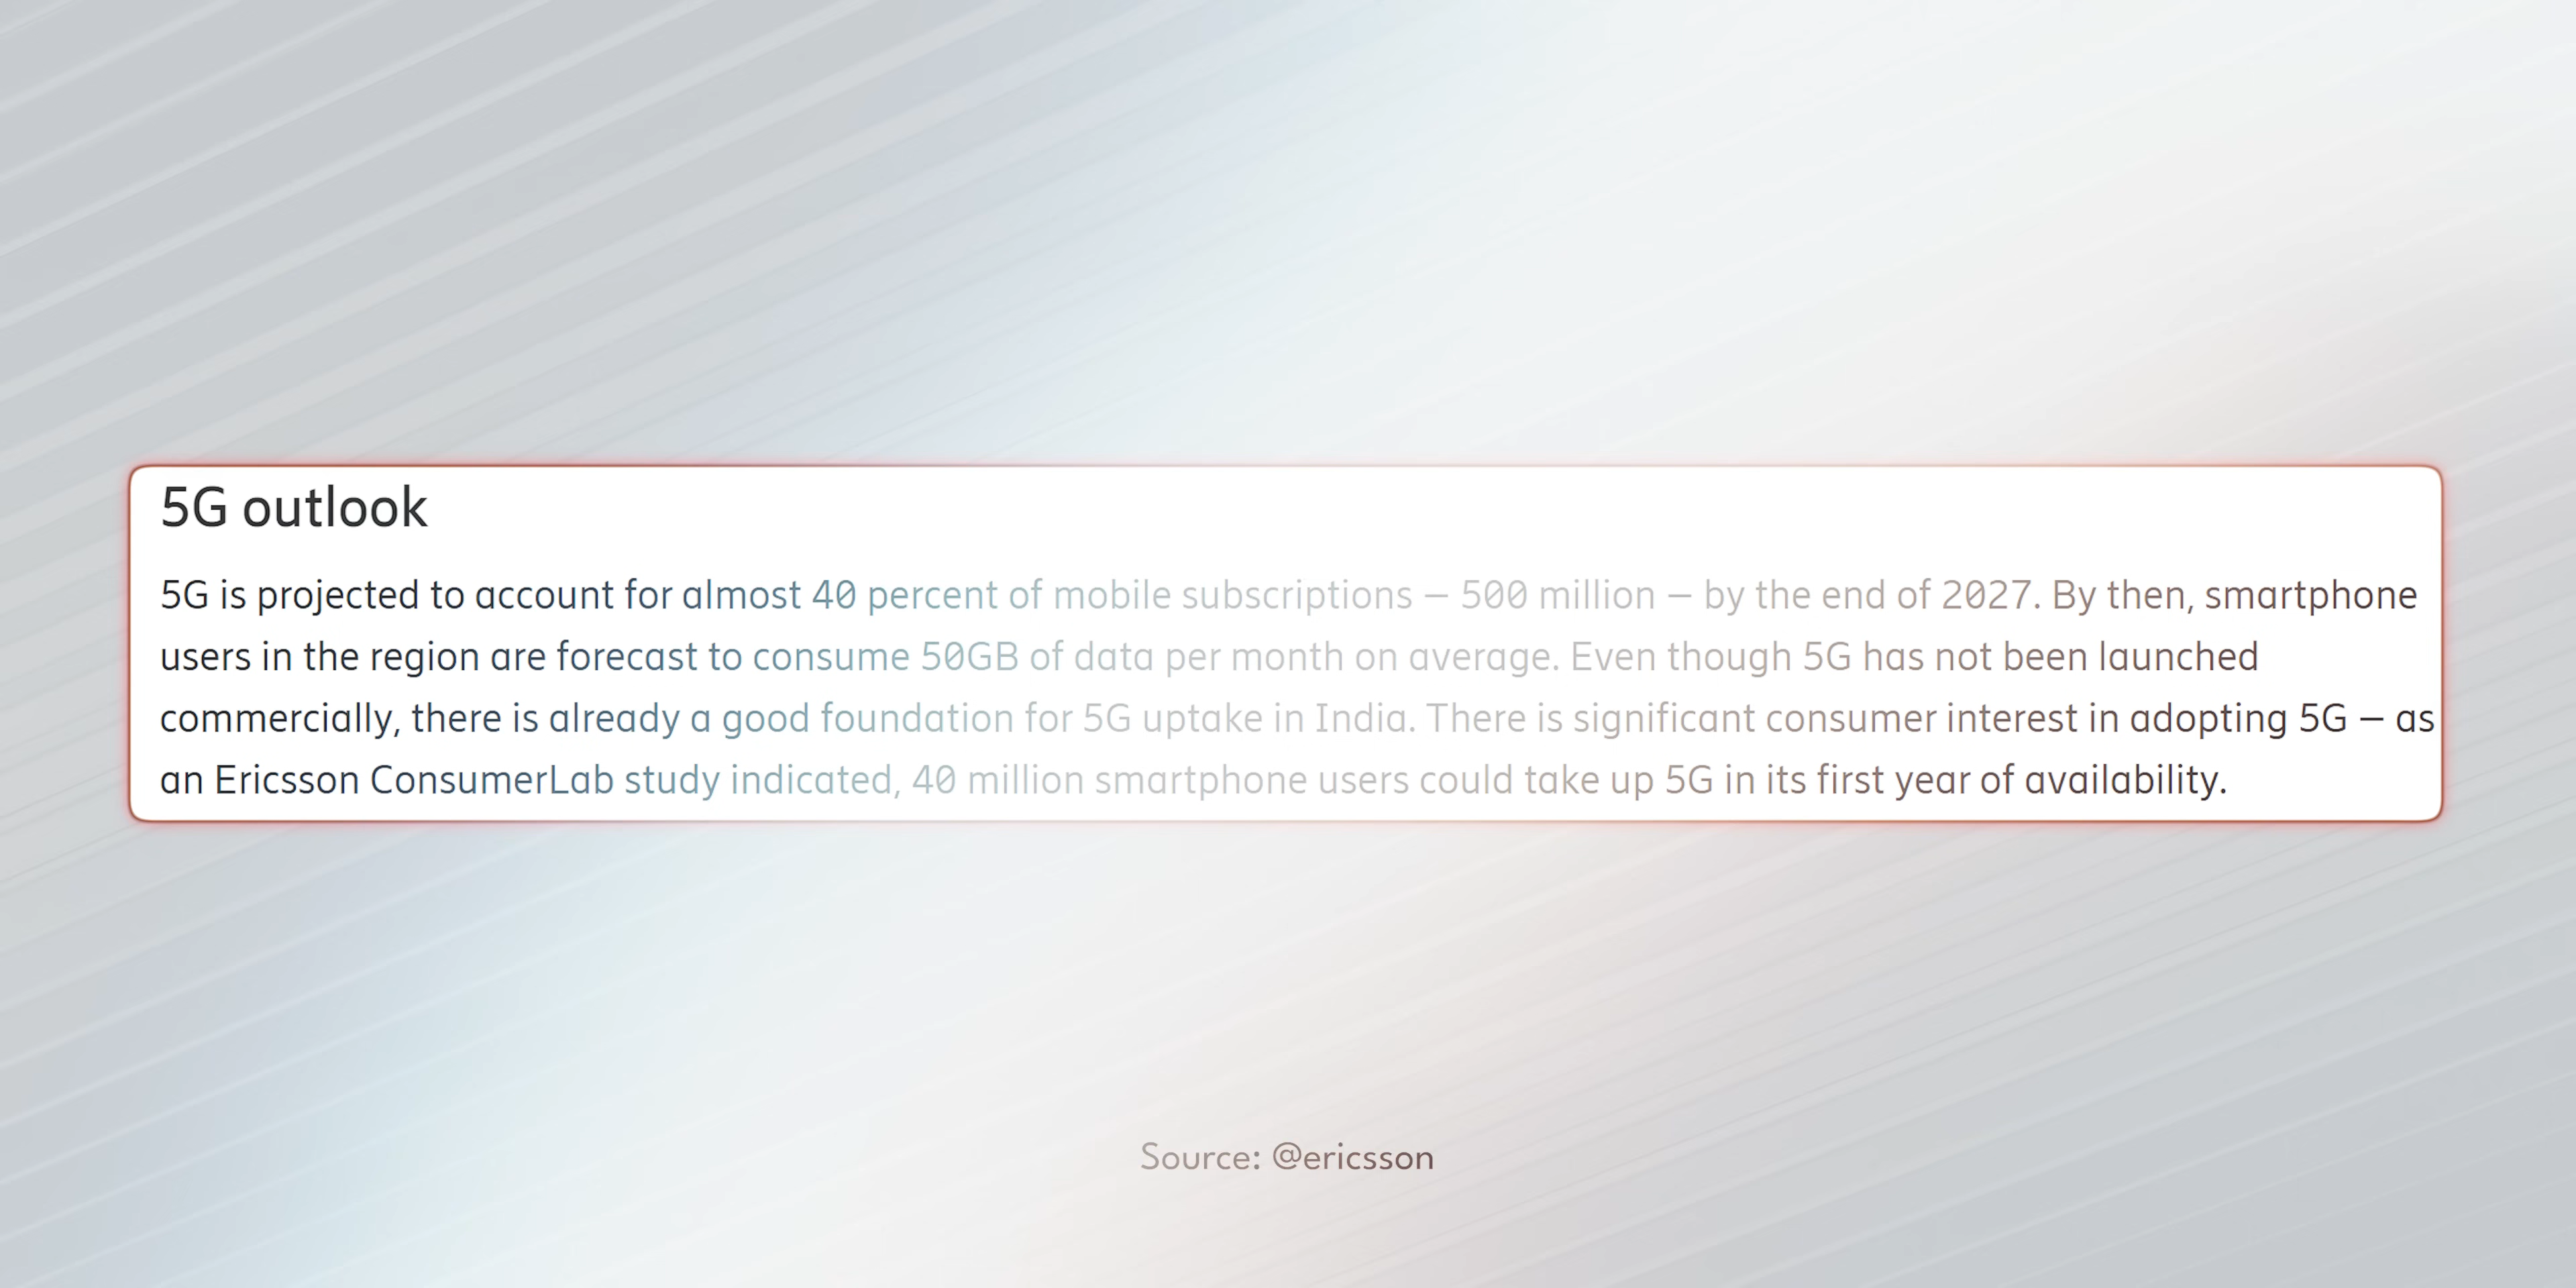 5G outlook
5G is projected to account for almost 40 percent of mobile subscriptions – 500 million – by the end of 2027. By then, smartphone
users in the region are forecast to consume 50GB of data per month on average. Even though 5G has not been launched
commercially, there is already a good foundation for 5G uptake in India. There is significant consumer interest in adopting 5G – as
an Ericsson ConsumerLab study indicated, 40 million smartphone users could take up 5G in its first year of availability.
Source: @ericsson